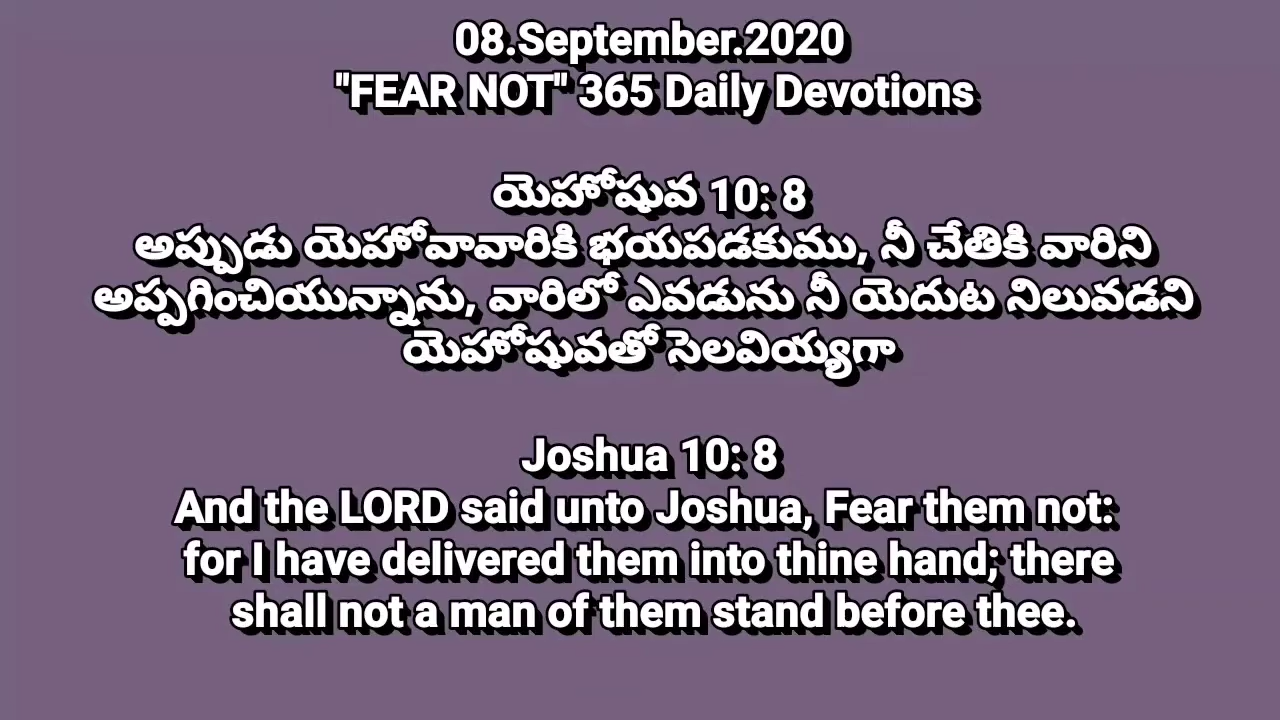 08.September.2020
"FEAR NOT" 365 Daily Devotions
యెహోషువ 10: 8
అప్పుడు యెహోవావారికి భయపడకుము, నీ చేతికి వారిని
అప్పగించియున్నాను, వారిలో ఎవడును నీ యెదుట నిలువడని
యెహోషువతో సెలవియ్యగా
Joshua 10: 8
And the LORD said unto Joshua, Fear them not:
for I have delivered them into thine hand; there
shall not a man of them stand before thee.